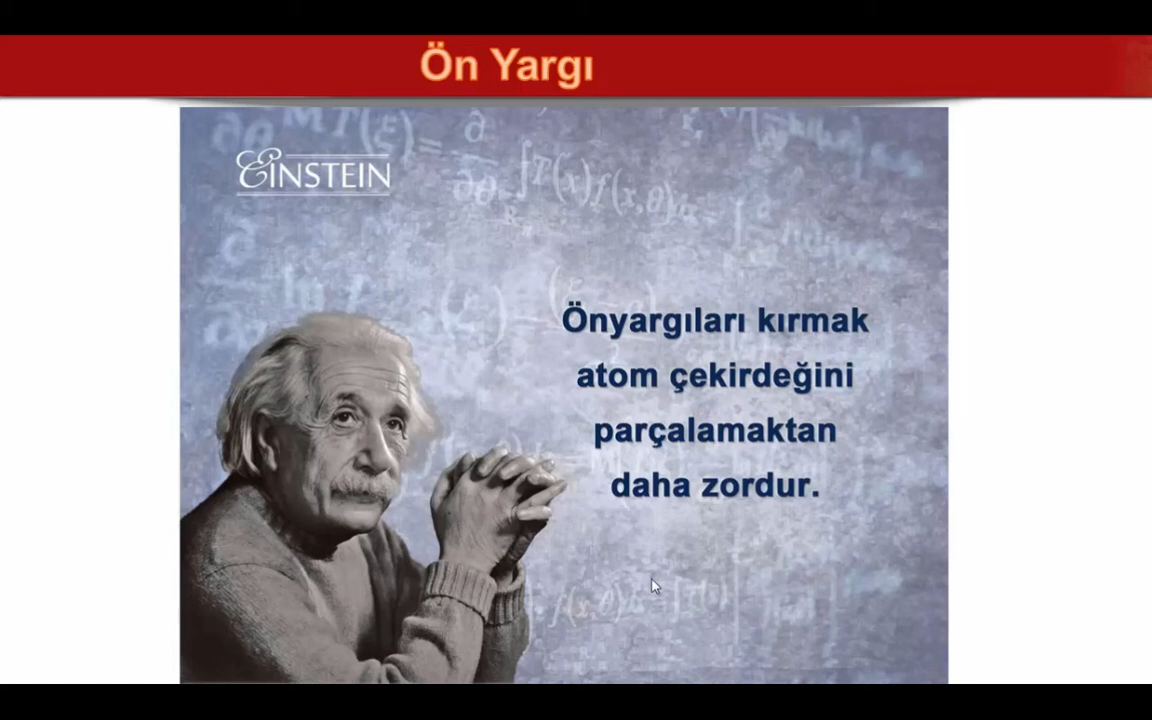 Ön Yargı
EINSTEIN
Önyargıları kırmak
atom çekirdeğini
parçalamaktan
daha zordur.